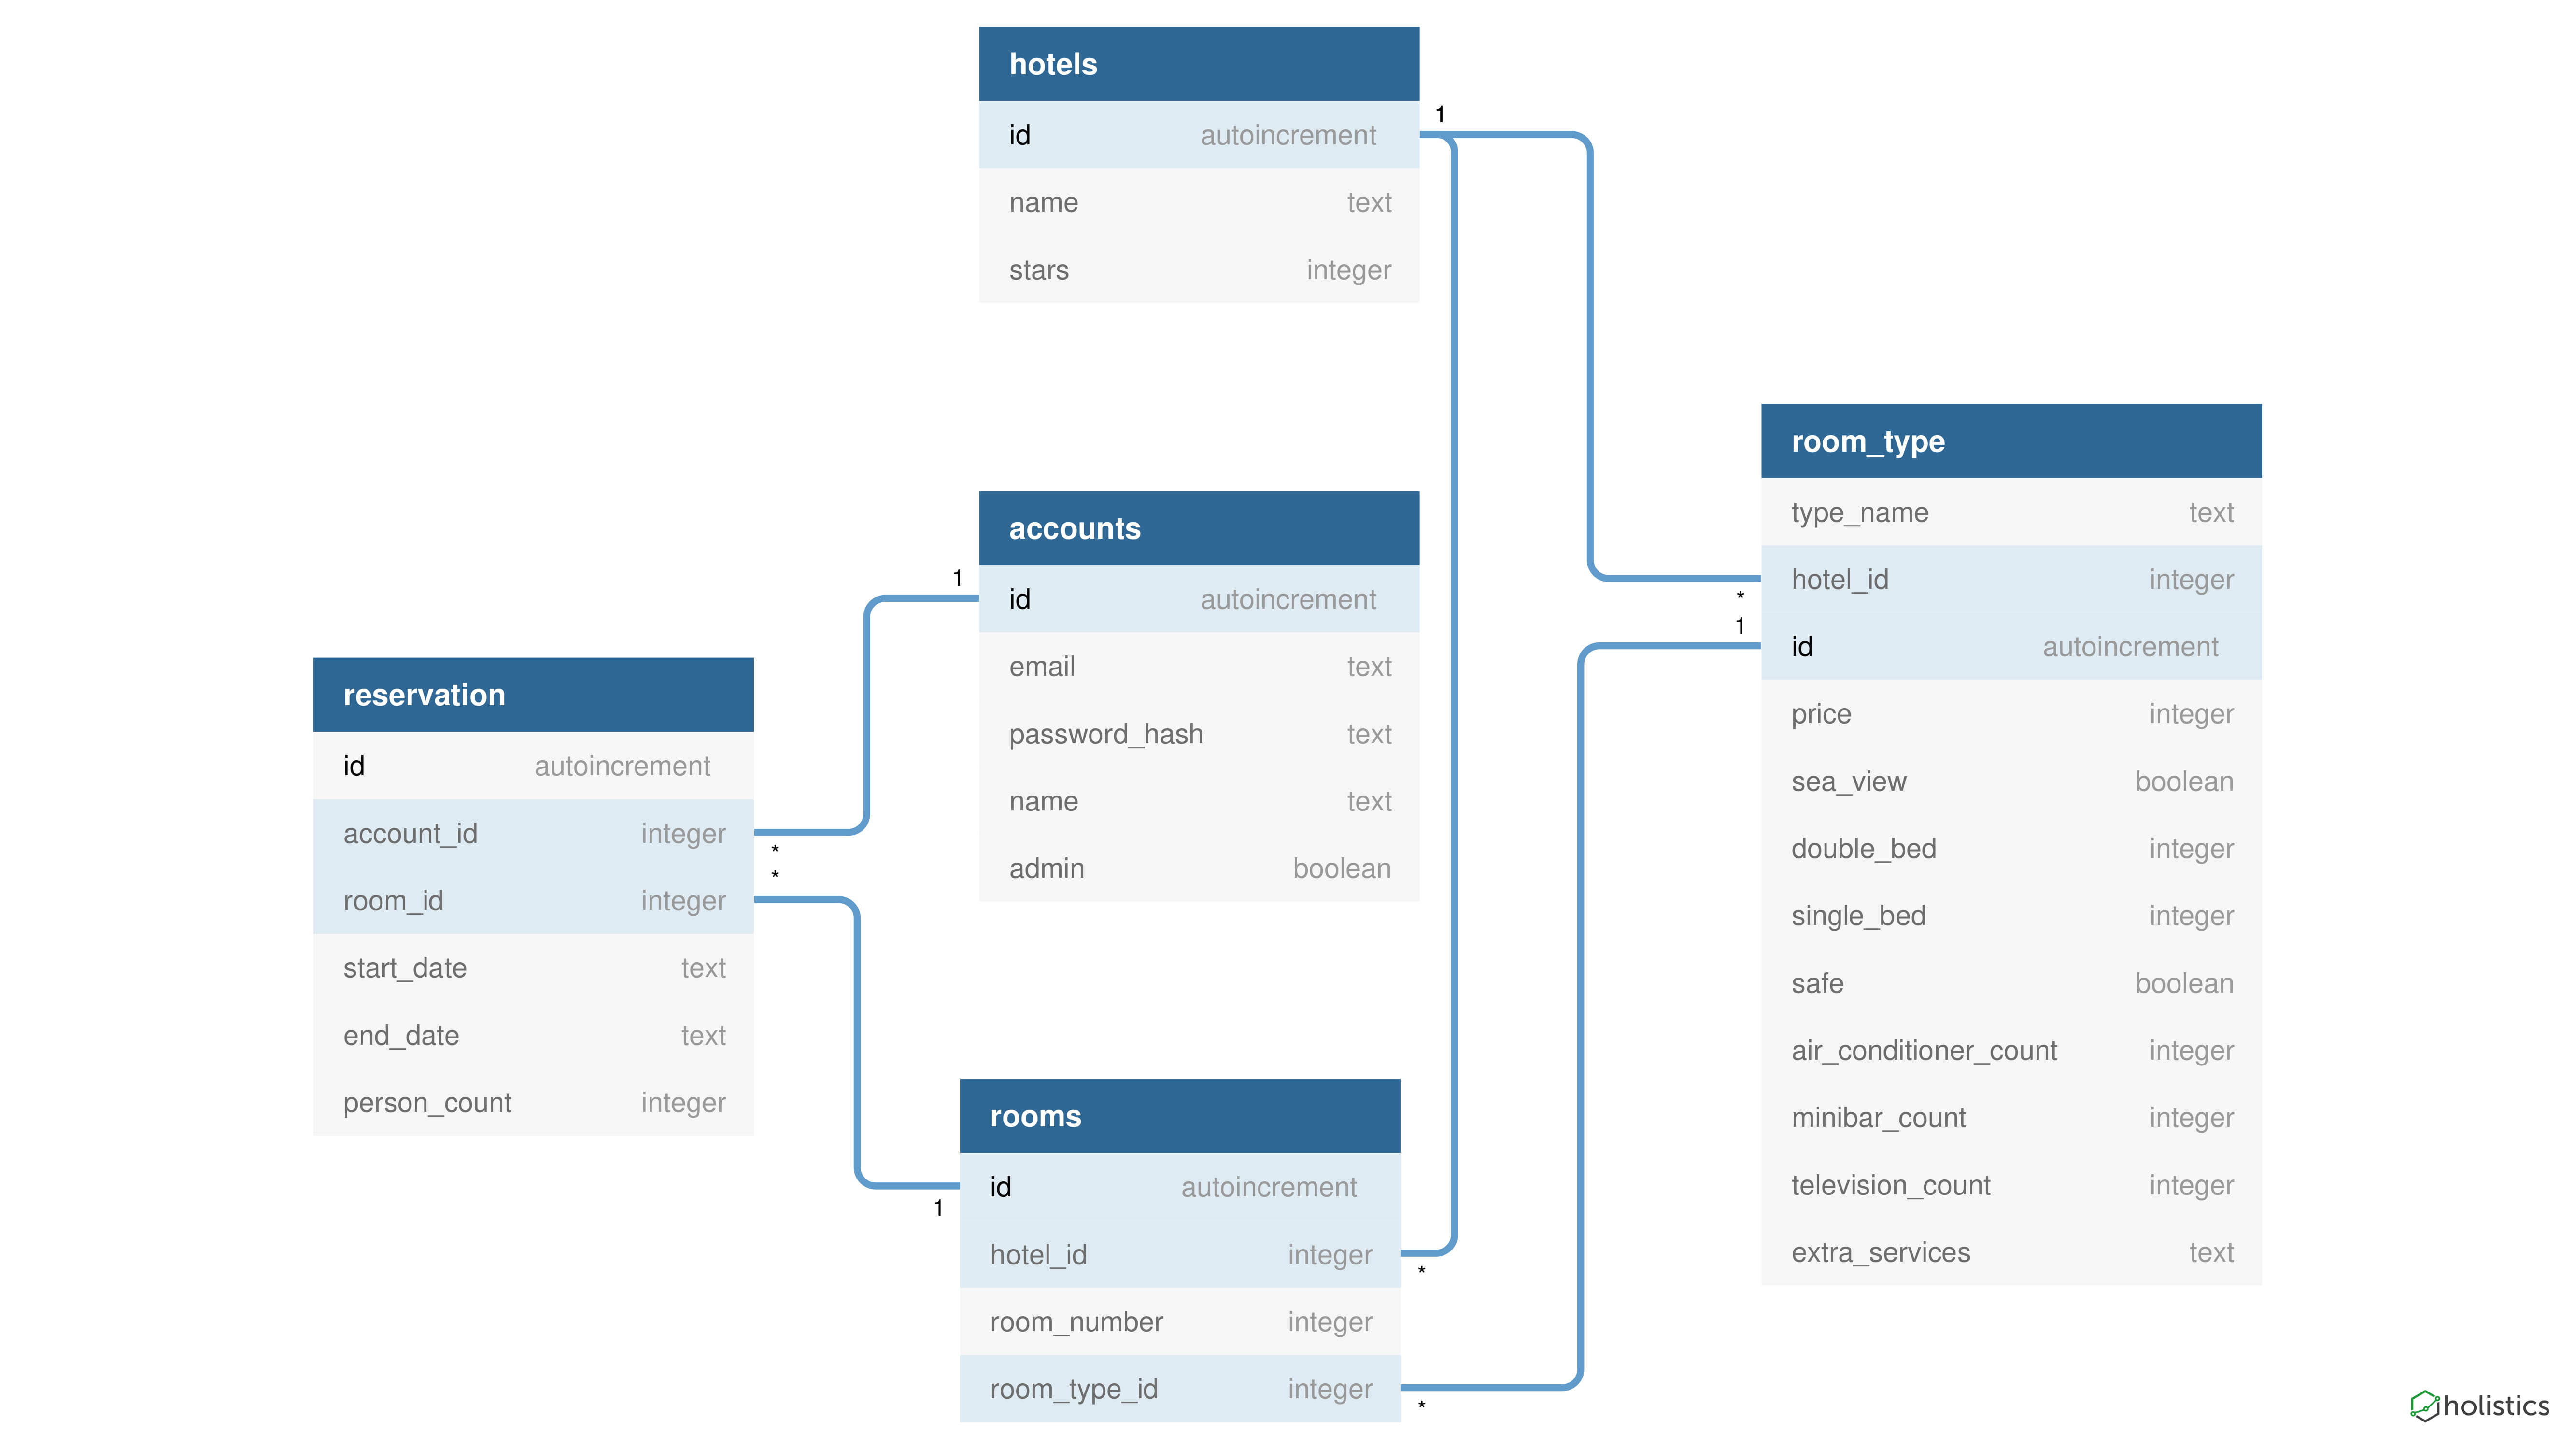 hotels
id autoincrement
name text
stars integer
1
accounts
id autoincrement
email text
password_hash text
name text
admin boolean
1
reservation
id autoincrement
account_id integer
room_id integer
start_date text
end_date text
person_count integer
*
*
rooms
id autoincrement
hotel_id integer
room_number integer
room_type_id integer
1
*
*
room_type
type_name text
hotel_id integer
id autoincrement
price integer
sea_view boolean
double_bed integer
single_bed integer
safe boolean
air_conditioner_count integer
minibar_count integer
television_count integer
extra_services text
*
1
holistics